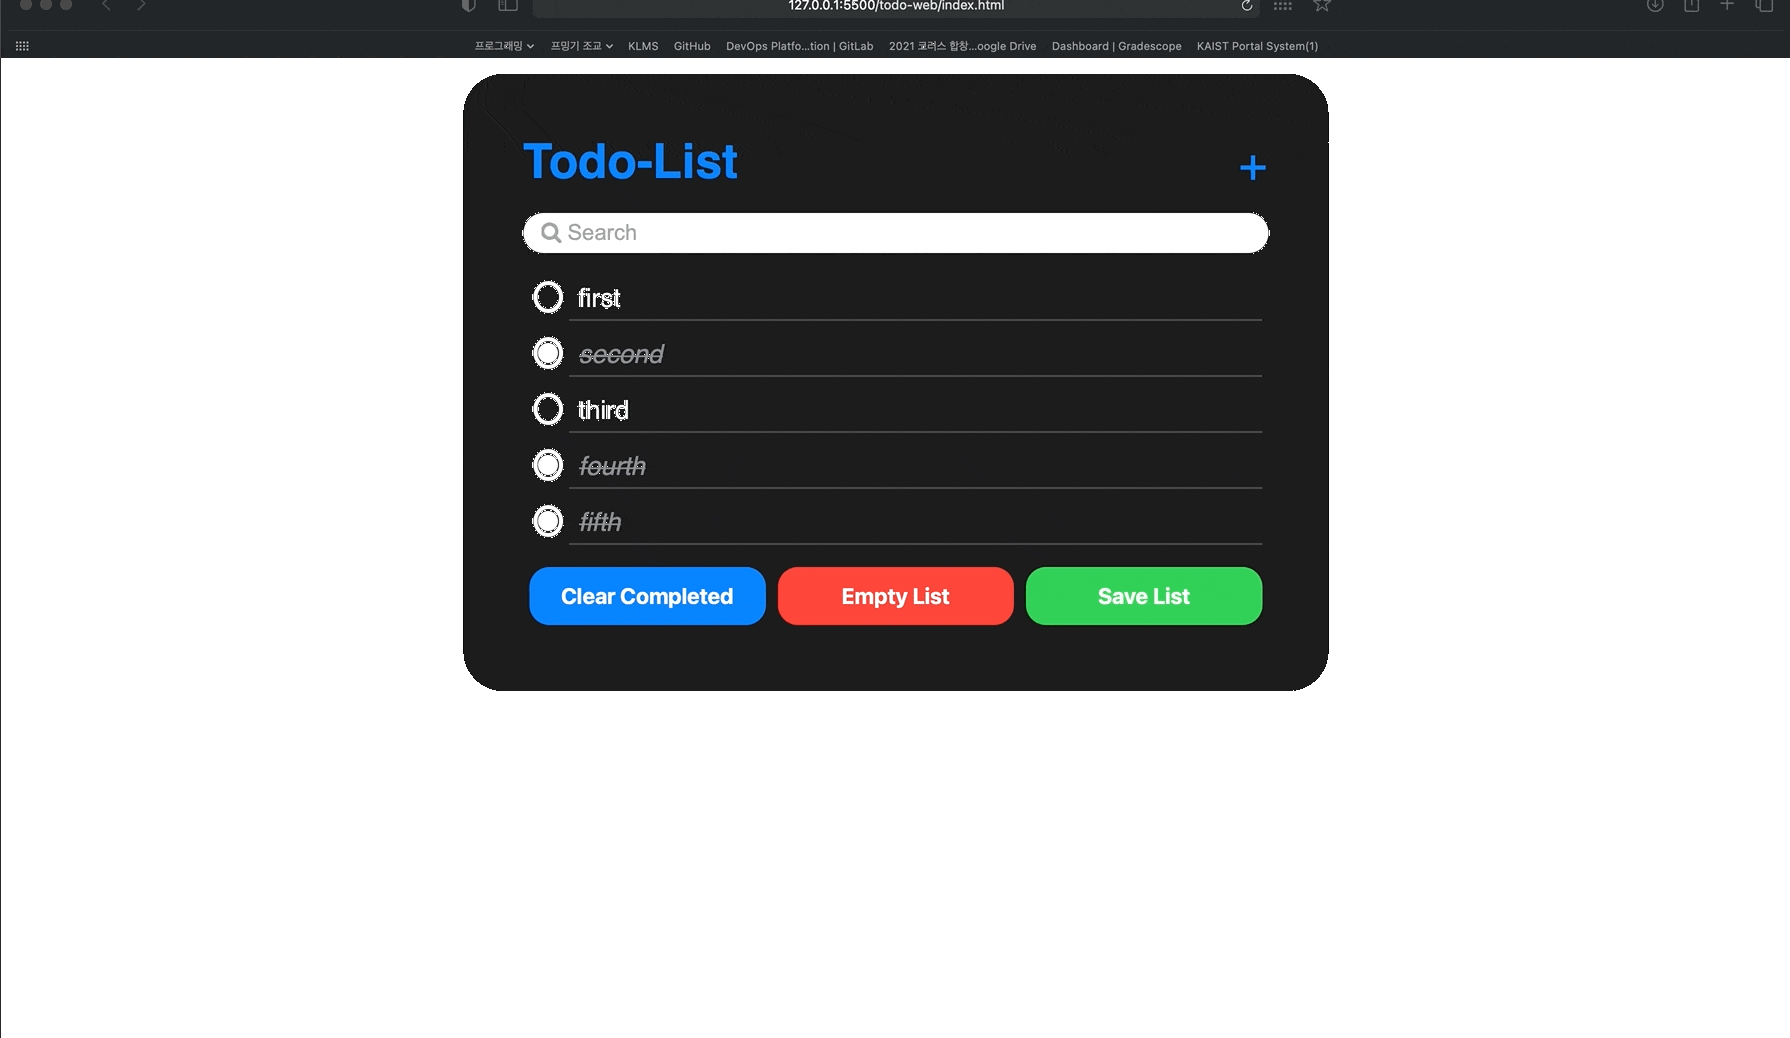 127.0.0.1:5500/todo-web/index.html
프로그래밍 프밍기 조교 KLMS GitHub DevOps Platfo...tion | GitLab 2021 코러스 합창...oogle Drive Dashboard | Gradescope KAIST Portal System(1)
Todo-List
+
Search
first
second
third
fourth
fifth
Clear Completed Empty List Save List